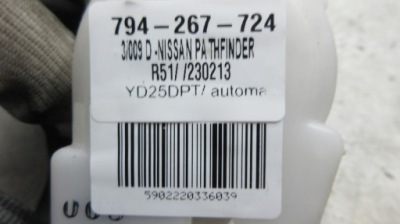 794-267-724
3/009 D -NISSAN PATHFINDER
R51/ /230213
YD25DPT/ automa
5902220336039